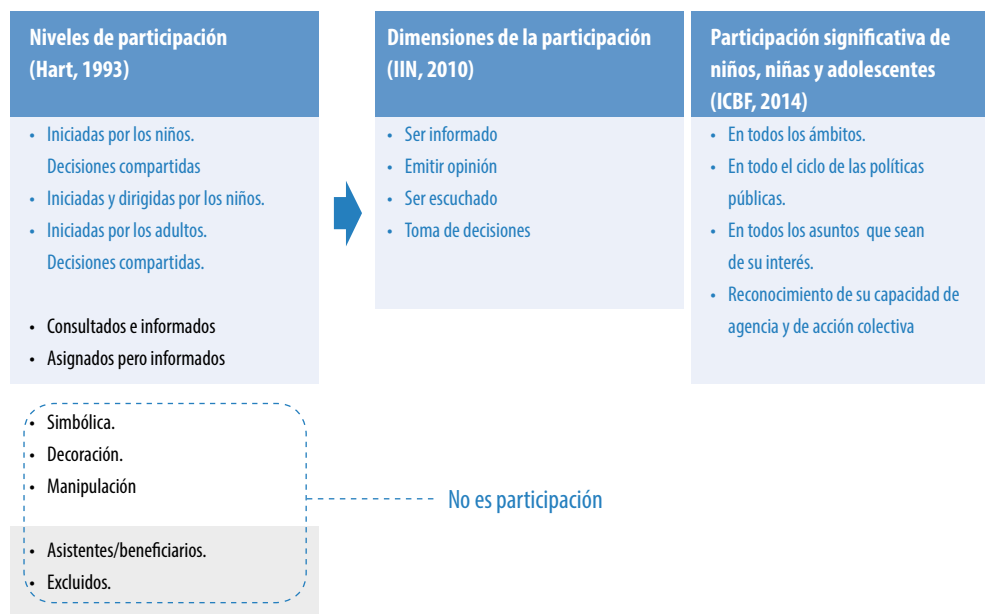 Niveles de participación
(Hart, 1993)
• Iniciadas por los niños.
Decisiones compartidas
• Iniciadas y dirigidas por los niños.
• Iniciadas por los adultos.
Decisiones compartidas.
• Consultados e informados
• Asignados pero informados
• Simbólica.
• Decoración.
• Manipulación
• Asistentes/beneficiarios.
• Excluidos.
No es participación
Dimensiones de la participación
(IIN, 2010)
• Ser informado
• Emitir opinión
• Ser escuchado
• Toma de decisiones
Participación significativa de
niños, niñas y adolescentes
(ICBF, 2014)
• En todos los ámbitos.
• En todo el ciclo de las políticas
públicas.
• En todos los asuntos que sean
de su interés.
• Reconocimiento de su capacidad de
agencia y de acción colectiva